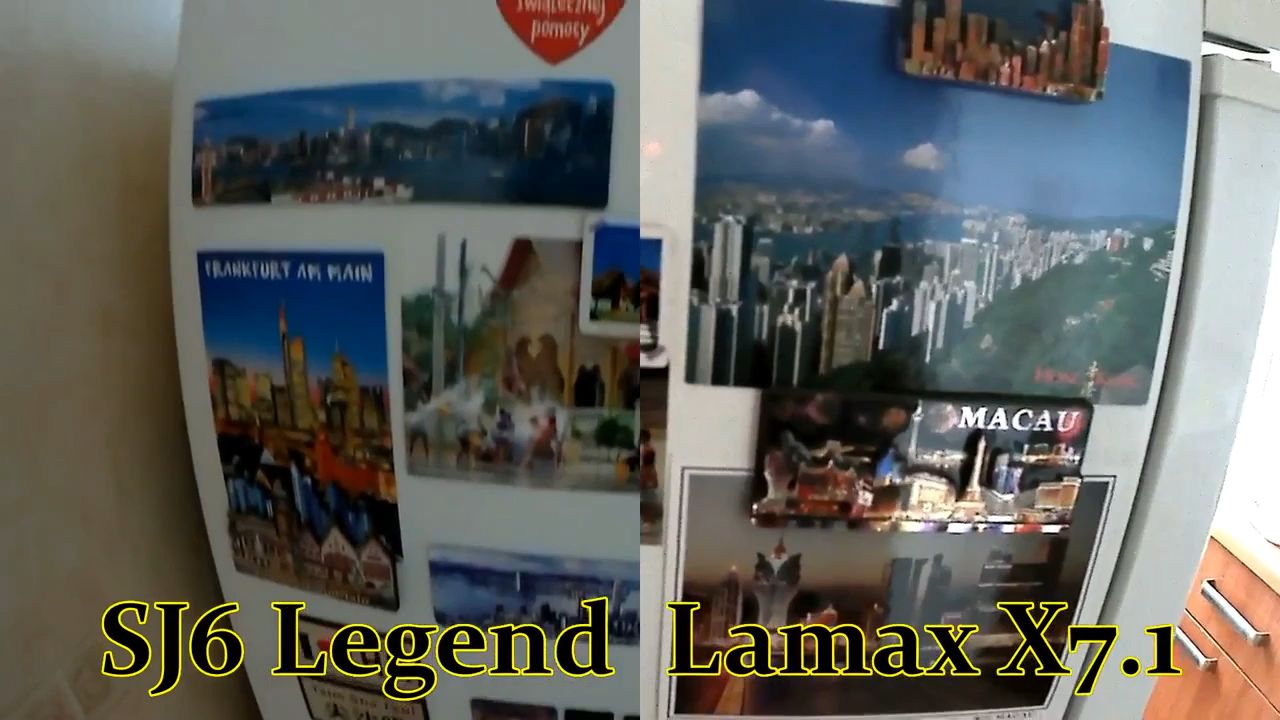 świątecznej
pomocy
FRANKFURT AM MAIN
MACAU
SJ6 Legend
Lamax X7.1